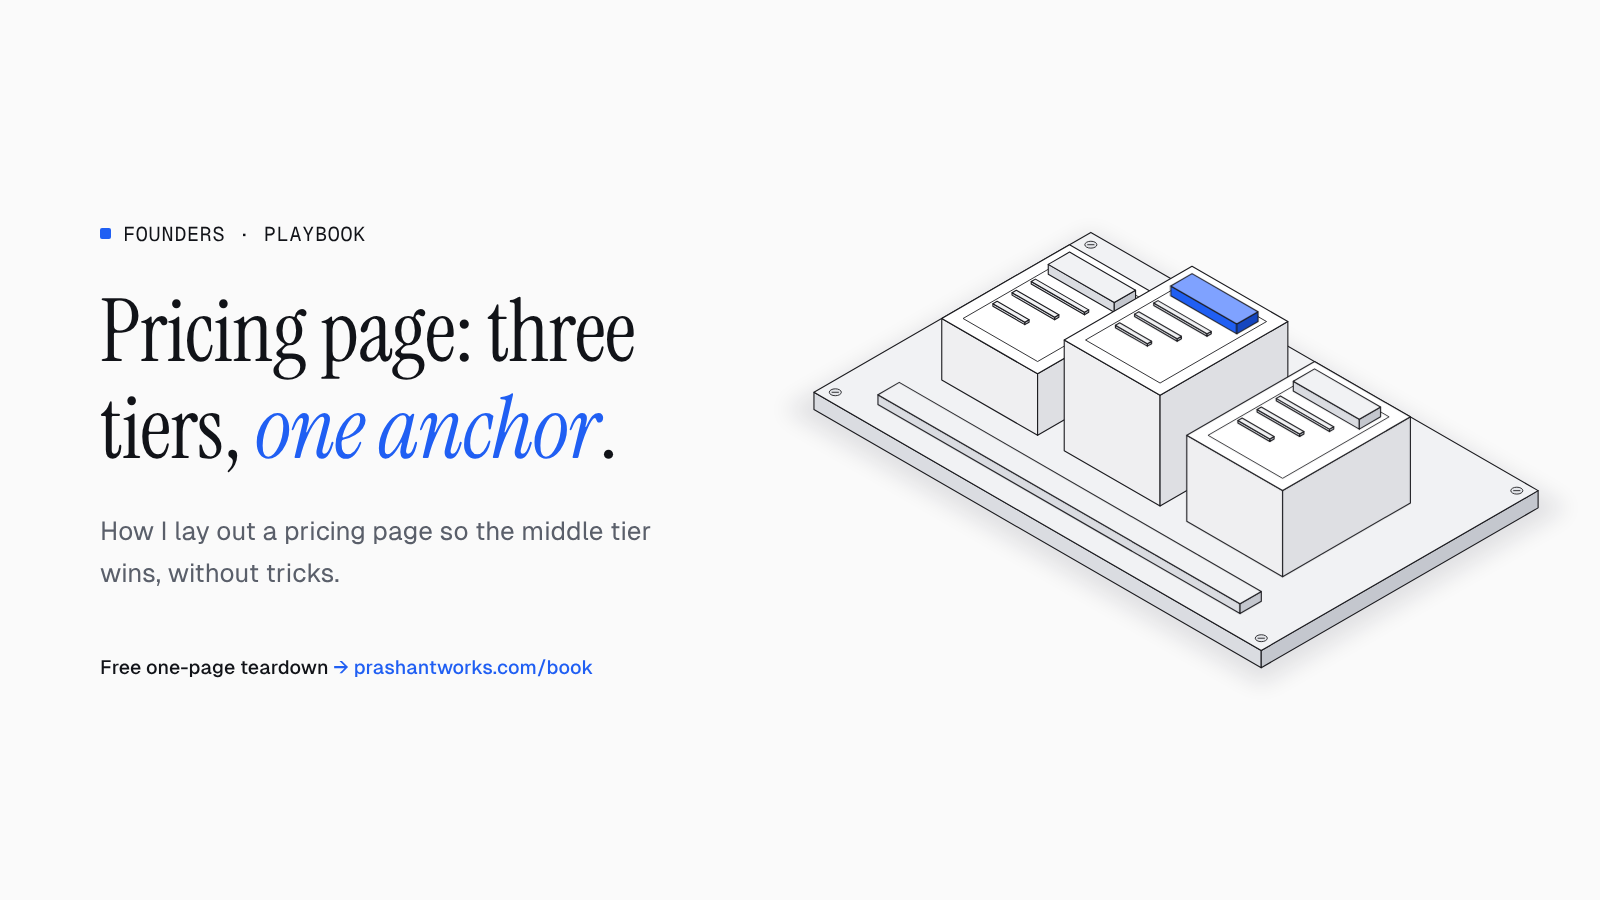 FOUNDERS · PLAYBOOK
Pricing page: three
tiers, one anchor.
How I lay out a pricing page so the middle tier
wins, without tricks.
Free one-page teardown → prashantworks.com/book